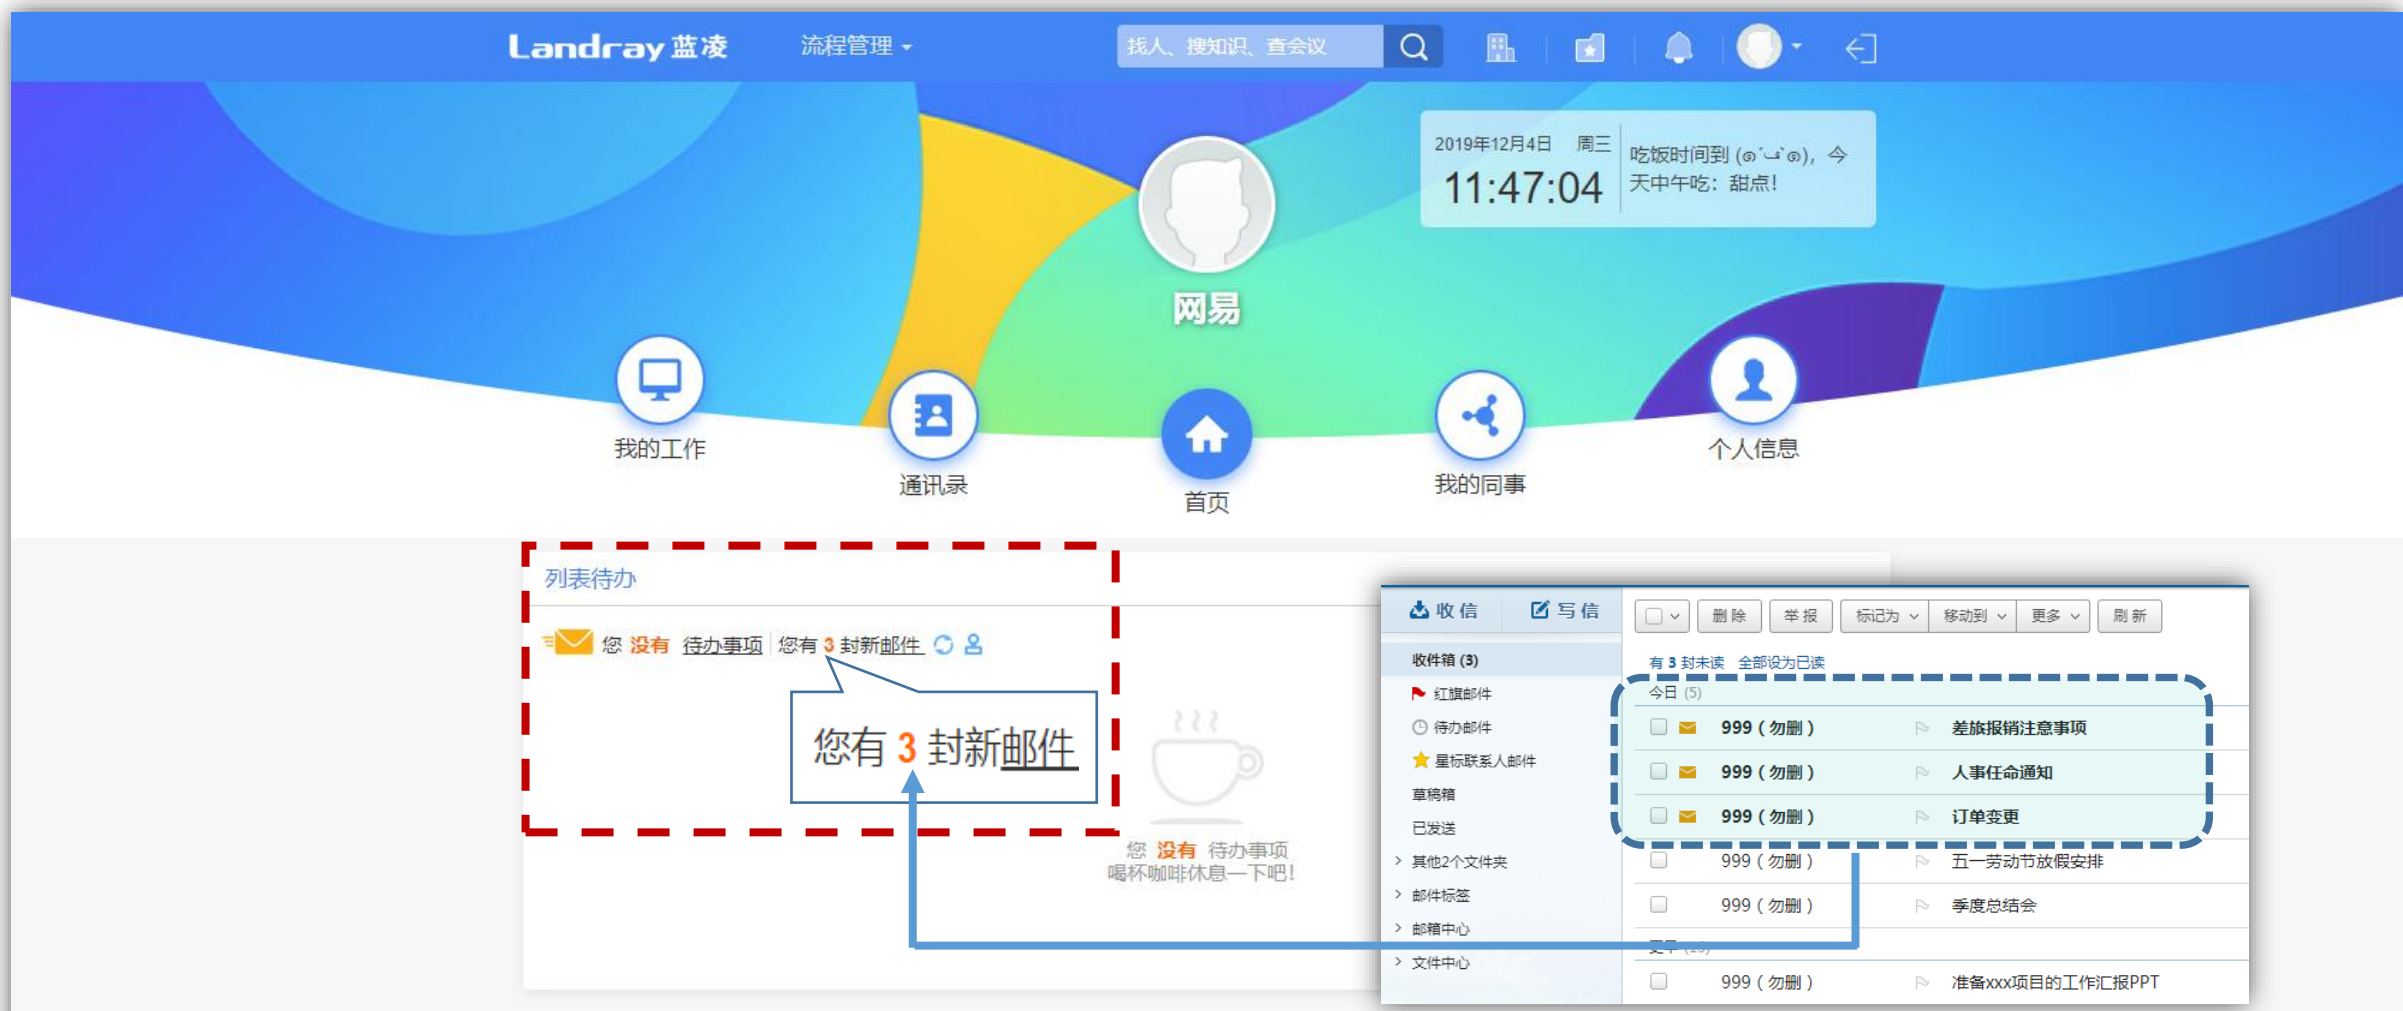 Landray 蓝凌
流程管理
找人、搜知识、查会议
2019年12月4日 周三
11:47:04
吃饭时间到 (๑´ڡ`๑)，今
天中午吃：甜点！
网易
我的工作
通讯录
首页
我的同事
个人信息
列表待办
您 没有 待办事项 您有 3 封新邮件
您有 3 封新邮件
您 没有 待办事项
喝杯咖啡休息一下吧！
收信 写信
收件箱 (3)
红旗邮件
待办邮件
星标联系人邮件
草稿箱
已发送
其他2个文件夹
邮件标签
邮箱中心
文件中心
删除 举报 标记为 移动到 更多 刷新
有 3 封未读 全部设为已读
今日 (5)
999（勿删） 差旅报销注意事项
999（勿删） 人事任命通知
999（勿删） 订单变更
999（勿删） 五一劳动节放假安排
999（勿删） 季度总结会
999（勿删） 准备xxx项目的工作汇报PPT